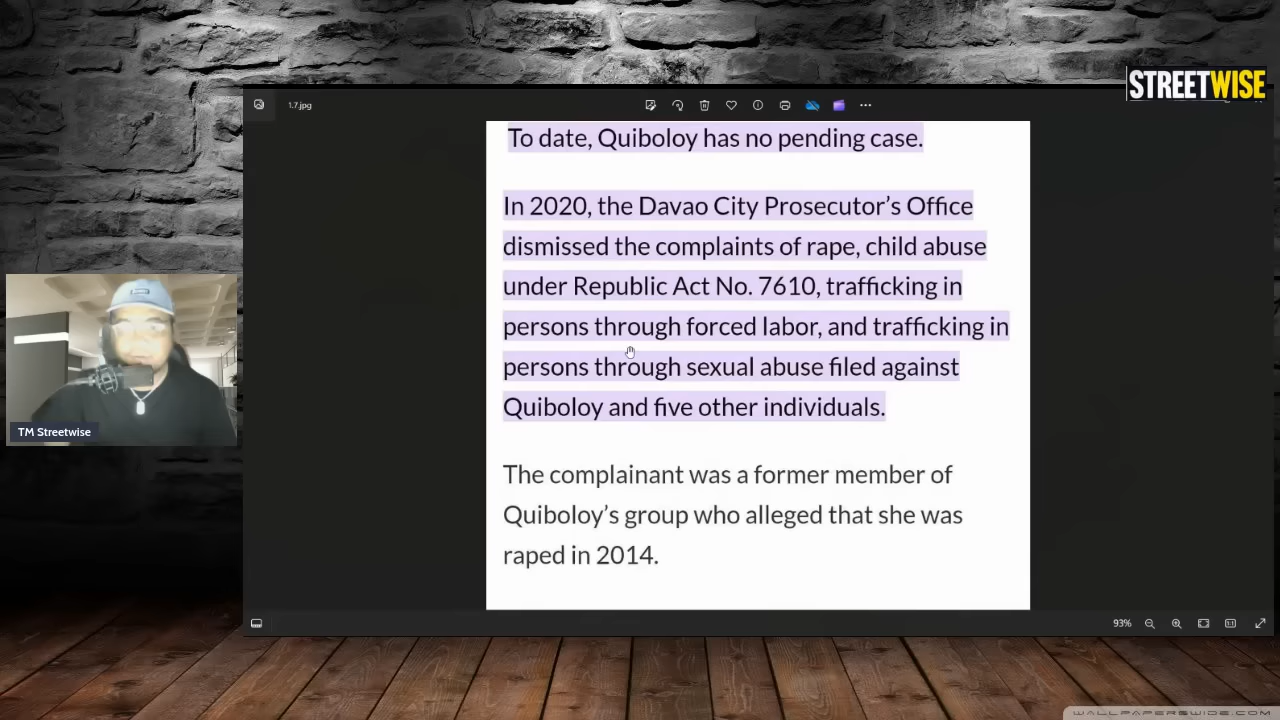 STREETWISE
1.7.jpg
To date, Quiboloy has no pending case.
In 2020, the Davao City Prosecutor’s Office
dismissed the complaints of rape, child abuse
under Republic Act No. 7610, trafficking in
persons through forced labor, and trafficking in
persons through sexual abuse filed against
Quiboloy and five other individuals.
TM Streetwise
The complainant was a former member of
Quiboloy’s group who alleged that she was
raped in 2014.
93%
WALLPAPERSWIDE.COM